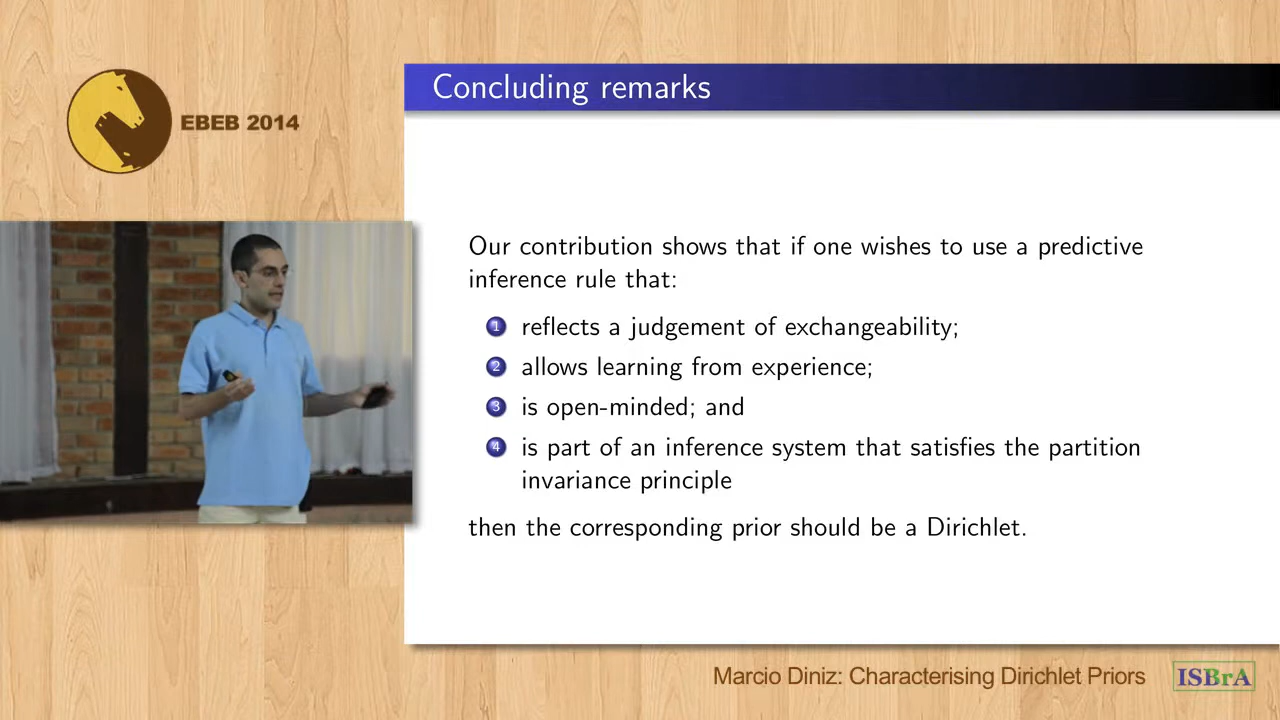 EBEB 2014
Concluding remarks
Our contribution shows that if one wishes to use a predictive
inference rule that:
1 reflects a judgement of exchangeability;
2 allows learning from experience;
3 is open-minded; and
4 is part of an inference system that satisfies the partition
invariance principle
then the corresponding prior should be a Dirichlet.
Marcio Diniz: Characterising Dirichlet Priors
ISBrA